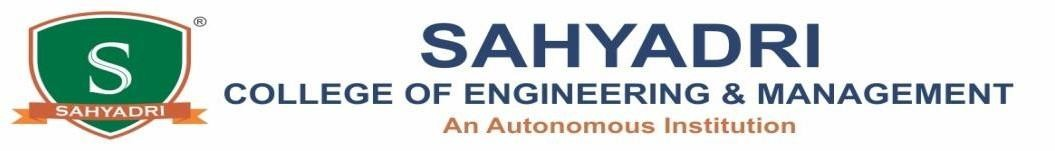 S
SAHYADRI
®
SAHYADRI
COLLEGE OF ENGINEERING & MANAGEMENT
An Autonomous Institution